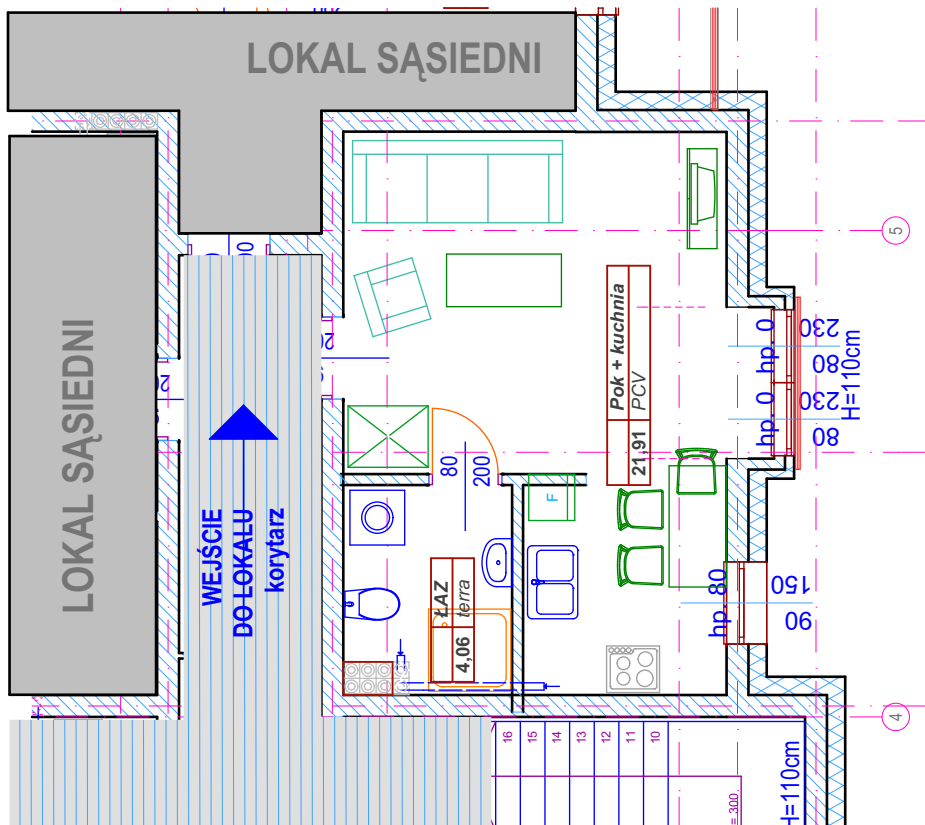 LOKAL SĄSIEDNI
LOKAL SĄSIEDNI
WEJŚCIE
DO LOKALU
korytarz
Pok + kuchnia
21,91
PCV
ŁAZ
4,06
terra
80
200
F
hp. 0
230
80
hp. 0
230
80
H=110cm
hp. 80
150
90
5
4
16
15
14
13
12
11
10
= 300.
H=110cm